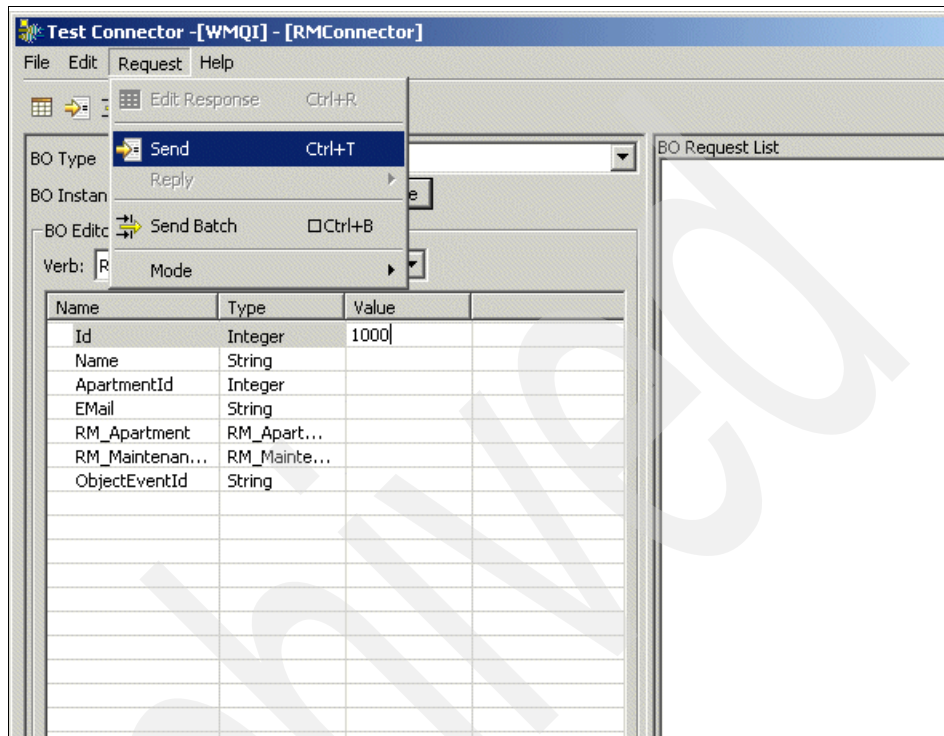 Test Connector -[WMQI] - [RMConnector]
File Edit Request Help
Edit Response Ctrl+R
Send Ctrl+T
Reply
Send Batch □Ctrl+B
Mode
BO Type
BO Instan
e
BO Edito
Verb: R
BO Request List
Name Type Value
Id Integer 1000
Name String
ApartmentId Integer
EMail String
RM_Apartment RM_Apart...
RM_Maintenan... RM_Mainte...
ObjectEventId String
hived